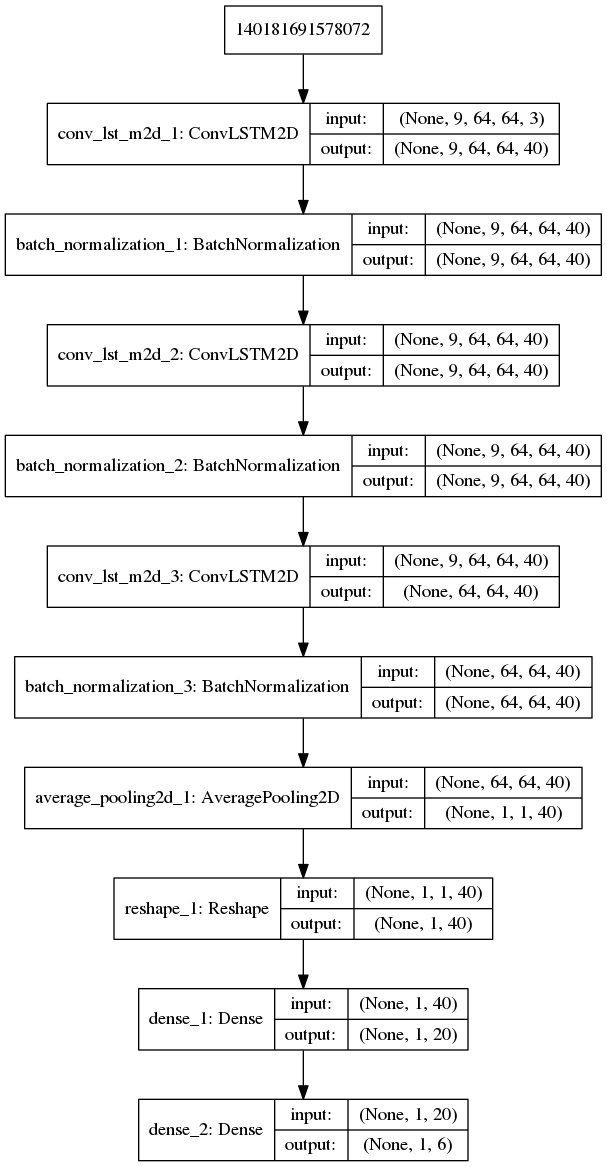 140181691578072
conv_lst_m2d_1: ConvLSTM2D
input: (None, 9, 64, 64, 3)
output: (None, 9, 64, 64, 40)
batch_normalization_1: BatchNormalization
input: (None, 9, 64, 64, 40)
output: (None, 9, 64, 64, 40)
conv_lst_m2d_2: ConvLSTM2D
input: (None, 9, 64, 64, 40)
output: (None, 9, 64, 64, 40)
batch_normalization_2: BatchNormalization
input: (None, 9, 64, 64, 40)
output: (None, 9, 64, 64, 40)
conv_lst_m2d_3: ConvLSTM2D
input: (None, 9, 64, 64, 40)
output: (None, 64, 64, 40)
batch_normalization_3: BatchNormalization
input: (None, 64, 64, 40)
output: (None, 64, 64, 40)
average_pooling2d_1: AveragePooling2D
input: (None, 64, 64, 40)
output: (None, 1, 1, 40)
reshape_1: Reshape
input: (None, 1, 1, 40)
output: (None, 1, 40)
dense_1: Dense
input: (None, 1, 40)
output: (None, 1, 20)
dense_2: Dense
input: (None, 1, 20)
output: (None, 1, 6)